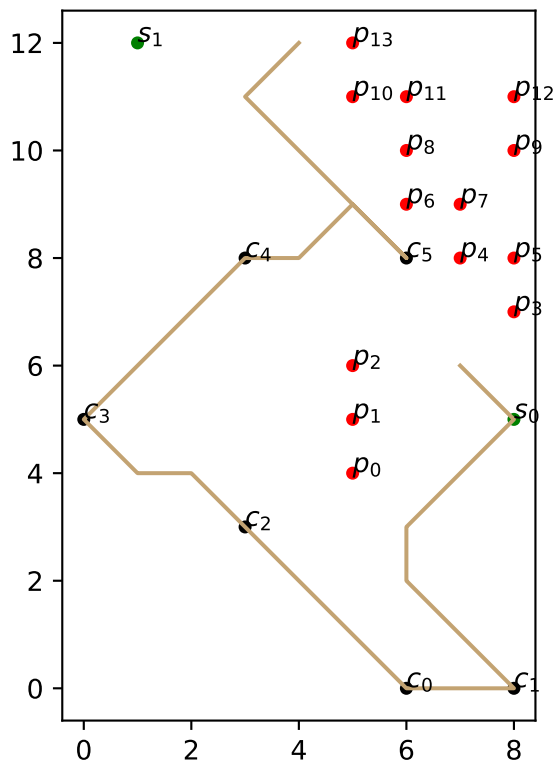 12 s₁ p₁₃
p₁₀ p₁₁ p₁₂
10 p₈ p₉
p₆ p₇
8 c₄ c₅ p₄ p₅
p₃
6 p₂
c₃ p₁ s₀
4 p₀
c₂
2
0 c₀ c₁
0 2 4 6 8